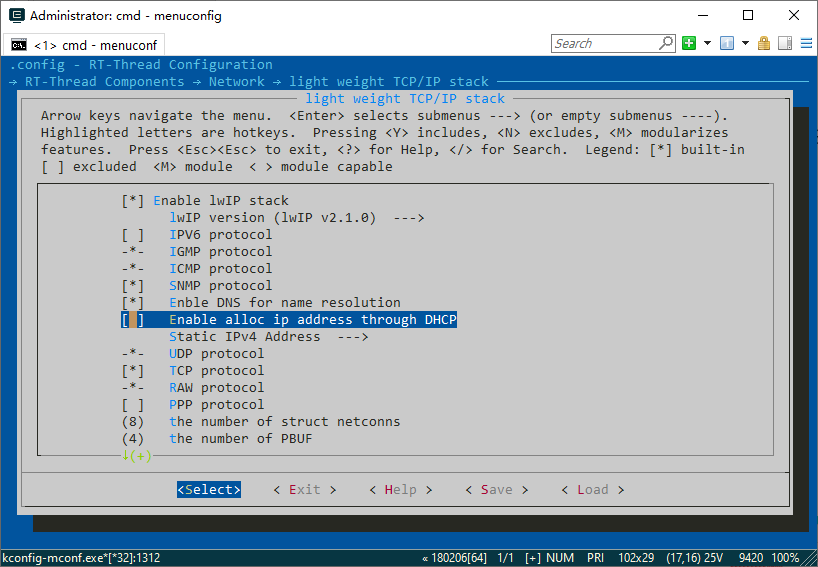 Administrator: cmd - menuconfig
<1> cmd - menuconf
Search
.config - RT-Thread Configuration
→ RT-Thread Components → Network → light weight TCP/IP stack
light weight TCP/IP stack
Arrow keys navigate the menu.  <Enter> selects submenus ---> (or empty submenus ----).
Highlighted letters are hotkeys.  Pressing <Y> includes, <N> excludes, <M> modularizes
features.  Press <Esc><Esc> to exit, <?> for Help, </> for Search.  Legend: [*] built-in
[ ] excluded  <M> module  < > module capable
[*] Enable lwIP stack
lwIP version (lwIP v2.1.0)  --->
[ ]   IPV6 protocol
-*-   IGMP protocol
-*-   ICMP protocol
[*]   SNMP protocol
[*]   Enble DNS for name resolution
[ ]   Enable alloc ip address through DHCP
Static IPv4 Address  --->
-*-   UDP protocol
[*]   TCP protocol
-*-   RAW protocol
[ ]   PPP protocol
(8)   the number of struct netconns
(4)   the number of PBUF
↓(+)
<Select>    < Exit >    < Help >    < Save >    < Load >
kconfig-mconf.exe*[*32]:1312 « 180206[64] 1/1 [+] NUM PRI 102x29 (17,16) 25V 9420 100%